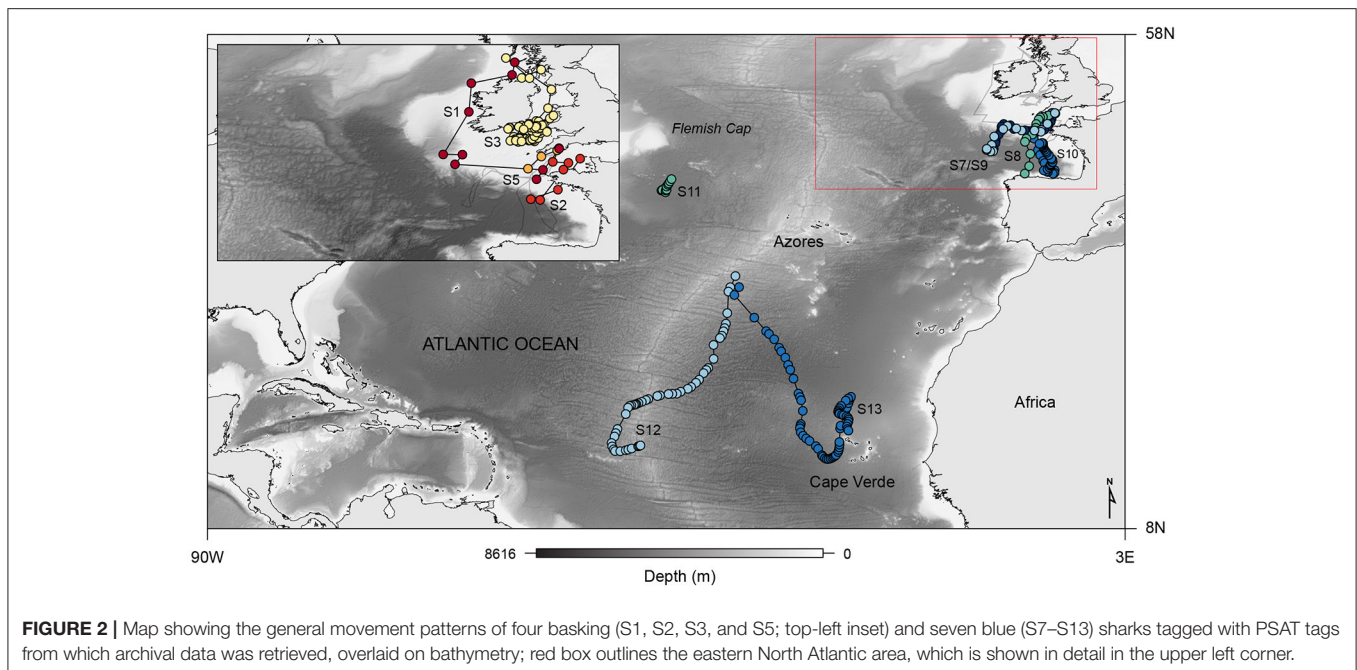 58N
S1
S3
S5
S2
Flemish Cap
S7/S9
S8
S10
S11
Azores
ATLANTIC OCEAN
S12
S13
Africa
Cape Verde
N
8N
90W
3E
8616
0
Depth (m)
FIGURE 2 | Map showing the general movement patterns of four basking (S1, S2, S3, and S5; top-left inset) and seven blue (S7–S13) sharks tagged with PSAT tags
from which archival data was retrieved, overlaid on bathymetry; red box outlines the eastern North Atlantic area, which is shown in detail in the upper left corner.